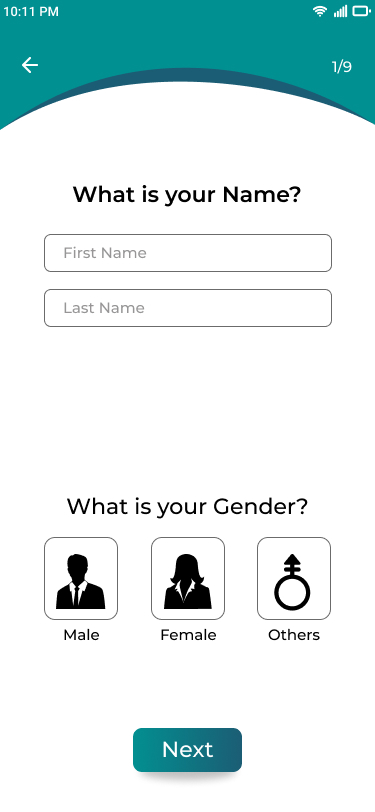 10:11 PM
1/9
What is your Name?
First Name
Last Name
What is your Gender?
Male Female Others
Next